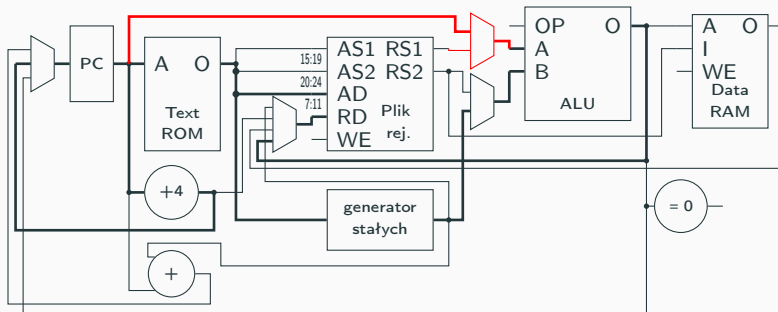 PC
A O
Text
ROM
15:19
20:24
7:11
AS1 RS1
AS2 RS2
AD
RD
WE
Plik
rej.
OP O
A
B
ALU
A O
I
WE
Data
RAM
+4
generator
stałych
= 0
+